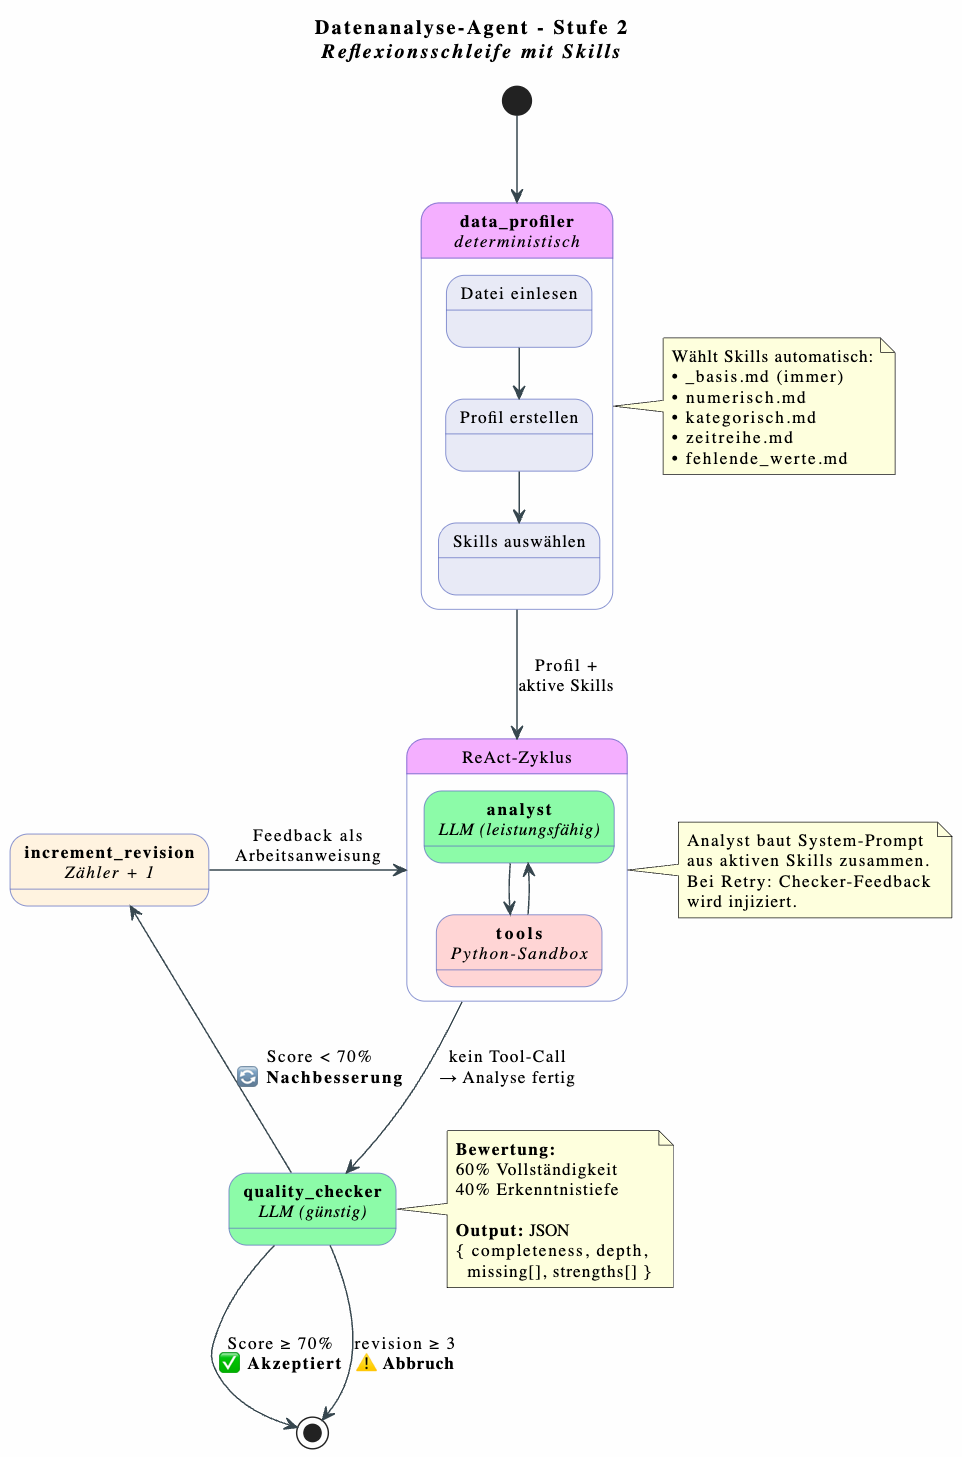 Datenanalyse-Agent - Stufe 2
Reflexionsschleife mit Skills
data_profiler
deterministisch
Datei einlesen
Profil erstellen
Skills auswählen
Wählt Skills automatisch:
• _basis.md (immer)
• numerisch.md
• kategorisch.md
• zeitreihe.md
• fehlende_werte.md
Profil +
aktive Skills
ReAct-Zyklus
analyst
LLM (leistungsfähig)
tools
Python-Sandbox
Analyst baut System-Prompt
aus aktiven Skills zusammen.
Bei Retry: Checker-Feedback
wird injiziert.
increment_revision
Zähler + 1
Feedback als
Arbeitsanweisung
Score < 70%
🔄 Nachbesserung
kein Tool-Call
→ Analyse fertig
quality_checker
LLM (günstig)
Bewertung:
60% Vollständigkeit
40% Erkenntnistiefe
Output: JSON
{ completeness, depth,
missing[], strengths[] }
Score ≥ 70%
✅ Akzeptiert
revision ≥ 3
⚠️ Abbruch